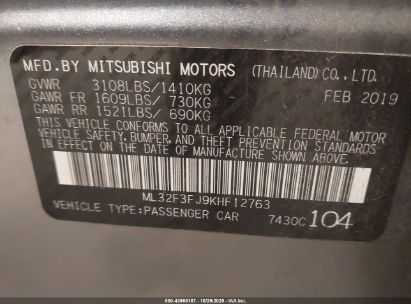 MFD.BY MITSUBISHI MOTORS (THAILAND)CO.,LTD.
GVWR 3108LBS/1410KG FEB 2019
GAWR FR 1609LBS/ 730KG
GAWR RR 1521LBS/ 690KG
THIS VEHICLE CONFORMS TO ALL APPLICABLE FEDERAL MOTOR
VEHICLE SAFETY, BUMPER, AND THEFT PREVENTION STANDARDS
IN EFFECT ON THE DATE OF MANUFACTURE SHOWN ABOVE.
ML32F3FJ9KHF12763
VEHICLE TYPE:PASSENGER CAR 7430C 104